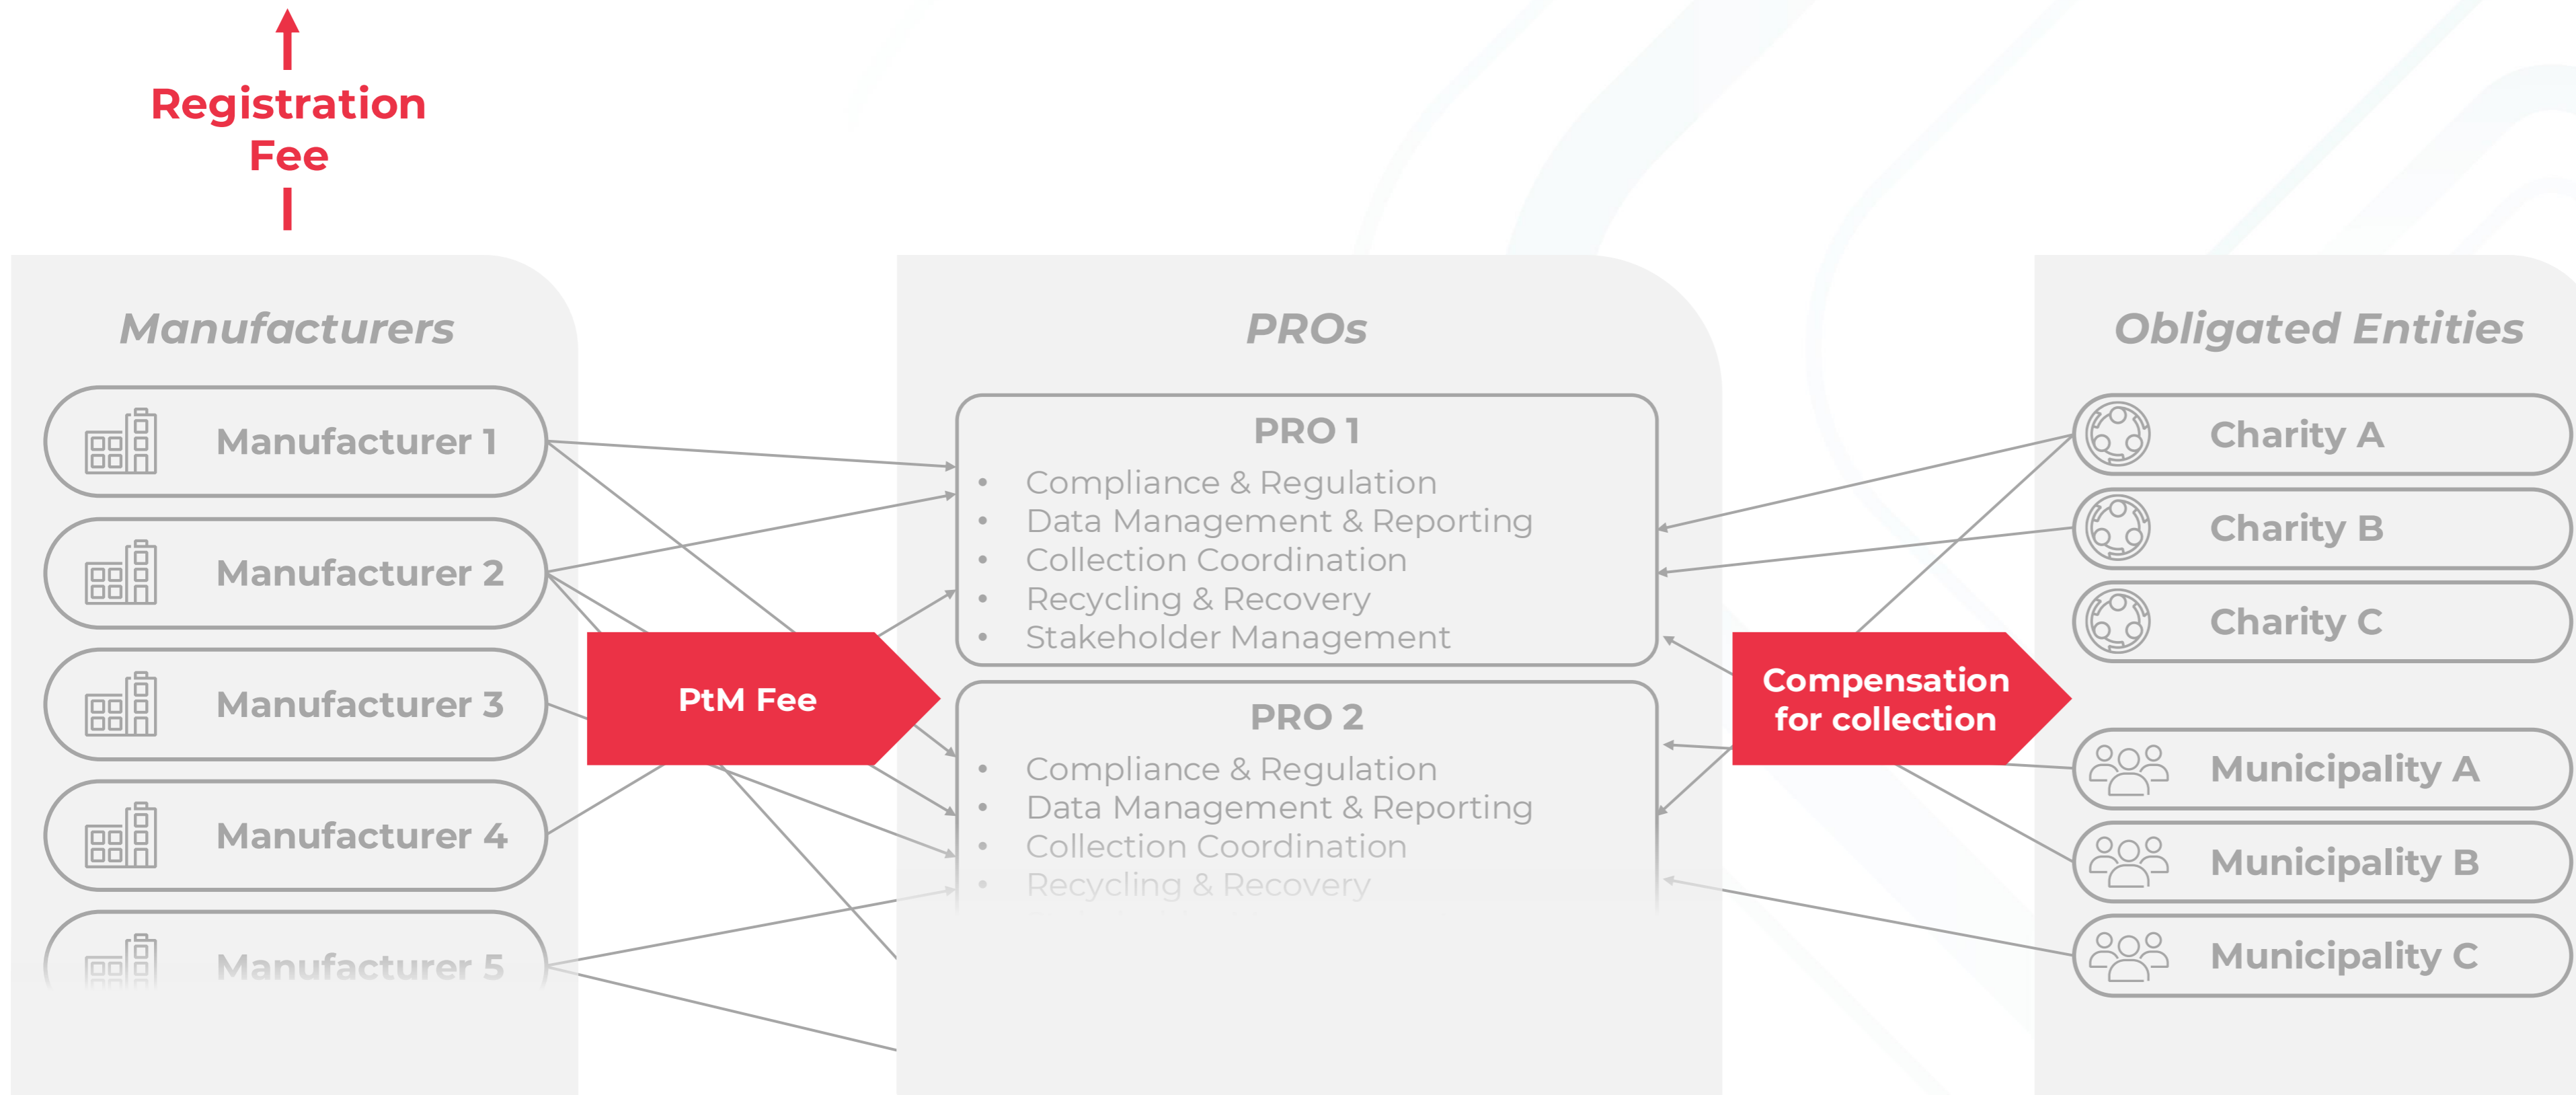 Registration
Fee
Manufacturers
Manufacturer 1
Manufacturer 2
Manufacturer 3
Manufacturer 4
Manufacturer 5
PtM Fee
PROs
PRO 1
• Compliance & Regulation
• Data Management & Reporting
• Collection Coordination
• Recycling & Recovery
• Stakeholder Management
PRO 2
• Compliance & Regulation
• Data Management & Reporting
• Collection Coordination
• Recycling & Recovery
Compensation
for collection
Obligated Entities
Charity A
Charity B
Charity C
Municipality A
Municipality B
Municipality C